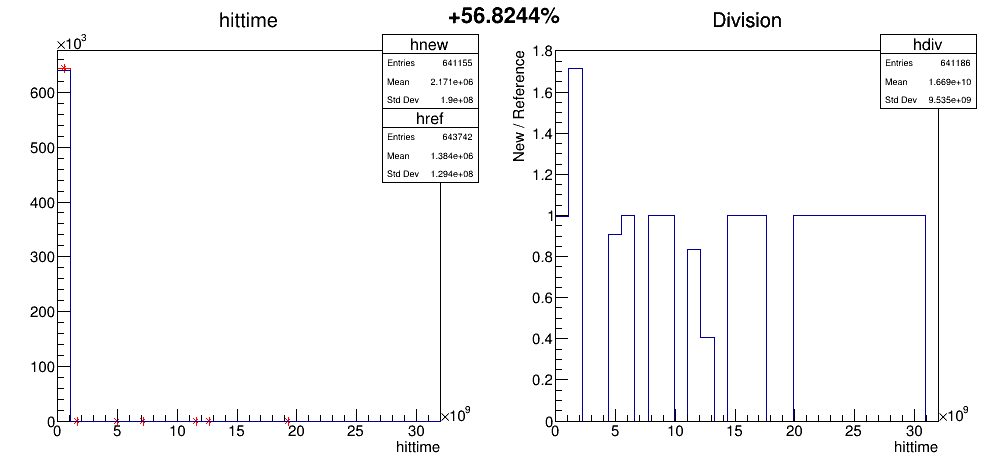 +56.8244%
hittime
×10³
hnew
Entries 641155
Mean 2.171e+06
Std Dev 1.9e+08
href
Entries 643742
Mean 1.384e+06
Std Dev 1.294e+08
600
500
400
300
200
100
0
0 5 10 15 20 25 30
×10⁹
hittime
Division
hdiv
Entries 641186
Mean 1.669e+10
Std Dev 9.535e+09
New / Reference
1.8
1.6
1.4
1.2
1
0.8
0.6
0.4
0.2
0
0 5 10 15 20 25 30
×10⁹
hittime